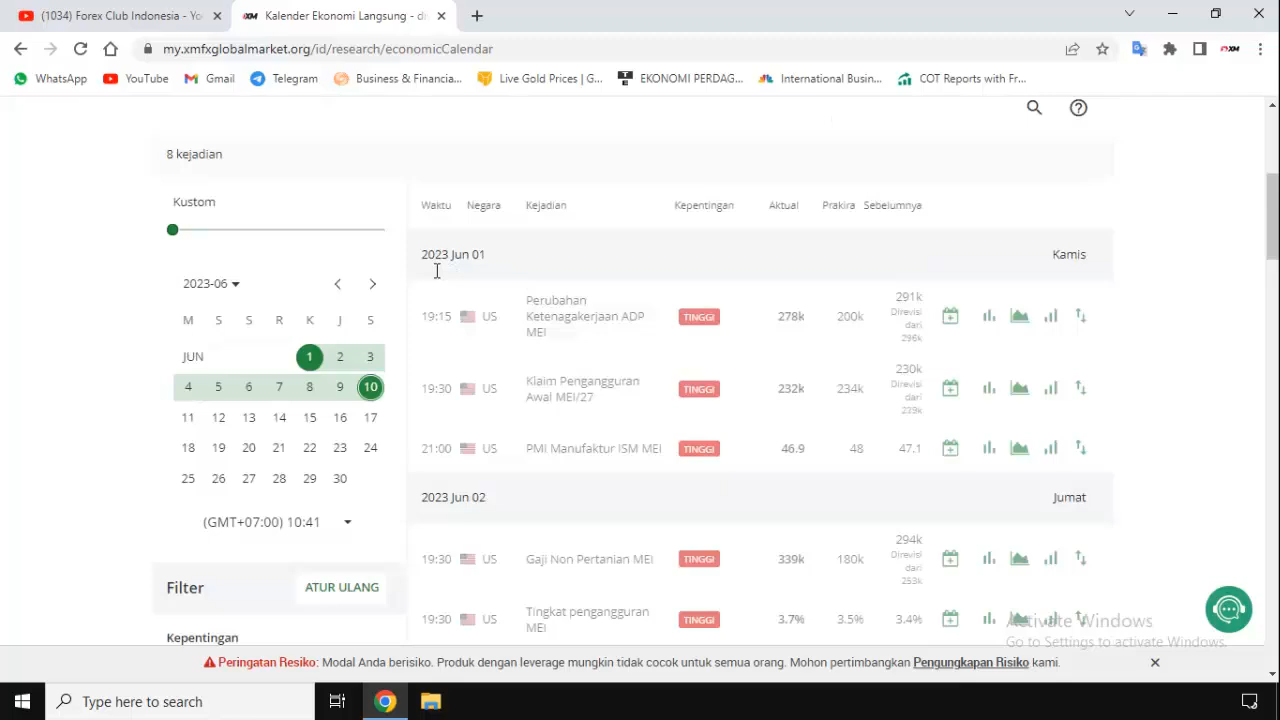 (1034) Forex Club Indonesia - Yo
Kalender Ekonomi Langsung - di
my.xmfxglobalmarket.org/id/research/economicCalendar
WhatsApp
YouTube
Gmail
Telegram
Business & Financia...
Live Gold Prices | G...
EKONOMI PERDAG...
International Busin...
COT Reports with Fr...
8 kejadian
Kustom
Waktu Negara Kejadian Kepentingan Aktual Prakira Sebelumnya
2023-06
M S S R K J S
JUN 1 2 3
4 5 6 7 8 9 10
11 12 13 14 15 16 17
18 19 20 21 22 23 24
25 26 27 28 29 30
(GMT+07:00) 10:41
Filter
ATUR ULANG
Kepentingan
2023 Jun 01 Kamis
19:15 US Perubahan
Ketenagakerjaan ADP
MEI
TINGGI 278k 200k 291k
Direvisi
dari
296k
19:30 US Klaim Pengangguran
Awal MEI/27
TINGGI 232k 234k 230k
Direvisi
dari
229k
21:00 US PMI Manufaktur ISM MEI TINGGI 46.9 48 47.1
2023 Jun 02 Jumat
19:30 US Gaji Non Pertanian MEI TINGGI 339k 180k 294k
Direvisi
dari
253k
19:30 US Tingkat pengangguran
MEI
TINGGI 3.7% 3.5% 3.4%
Activate Windows
Go to Settings to activate Windows.
Peringatan Resiko: Modal Anda berisiko. Produk dengan leverage mungkin tidak cocok untuk semua orang. Mohon pertimbangkan Pengungkapan Risiko kami.
Type here to search